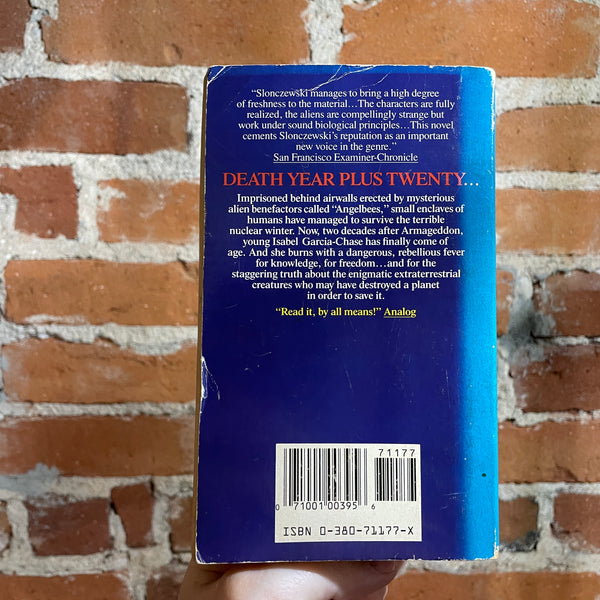 “Slonczewski manages to bring a high degree
of freshness to the material...The characters are fully
realized, the aliens are compellingly strange but
work under sound biological principles...This novel
cements Slonczewski's reputation as an important
new voice in the genre.”
San Francisco Examiner-Chronicle
DEATH YEAR PLUS TWENTY...
Imprisoned behind airwalls erected by mysterious
alien benefactors called “Angelbees,” small enclaves of
humans have managed to survive the terrible
nuclear winter. Now, two decades after Armageddon,
young Isabel Garcia-Chase has finally come of
age. And she burns with a dangerous, rebellious fever
for knowledge, for freedom...and for the
staggering truth about the enigmatic extraterrestrial
creatures who may have destroyed a planet
in order to save it.
“Read it, by all means!” Analog
71177
0 71001 00395 6
ISBN 0-380-71177-X